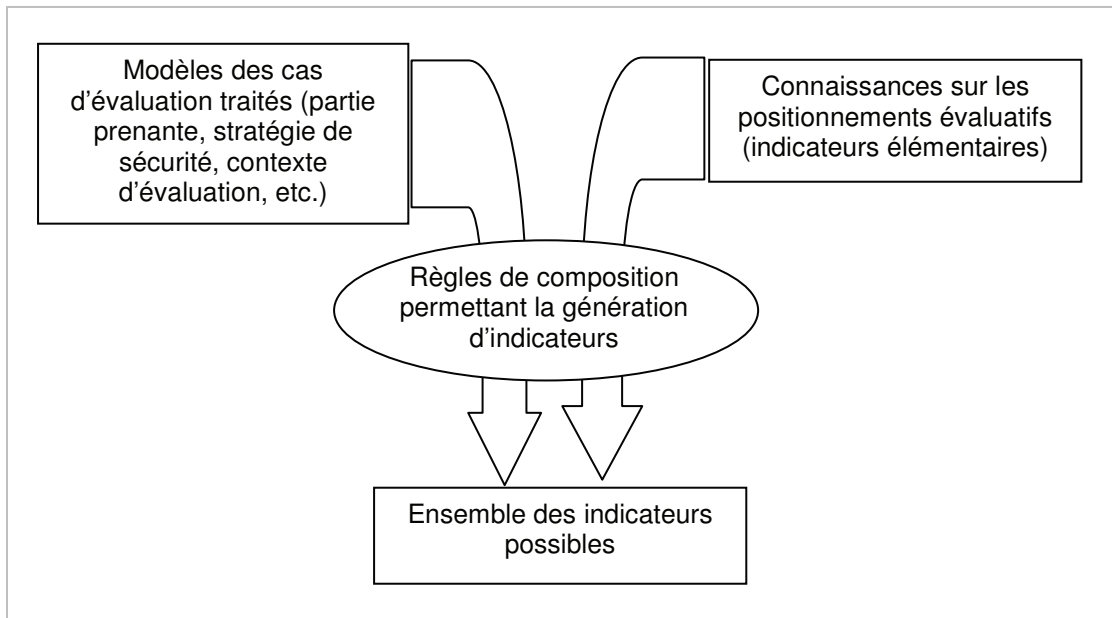 Modèles des cas
d'évaluation traités (partie
prenante, stratégie de
sécurité, contexte
d'évaluation, etc.)
Connaissances sur les
positionnements évaluatifs
(indicateurs élémentaires)
Règles de composition
permettant la génération
d'indicateurs
Ensemble des indicateurs
possibles